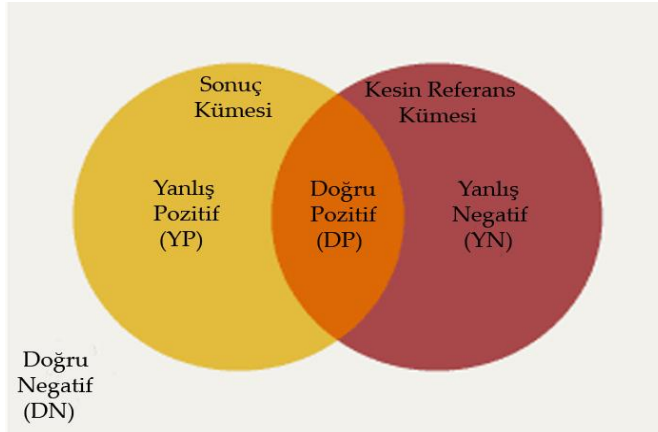 Sonuç
Kümesi
Kesin Referans
Kümesi
Yanlış
Pozitif
(YP)
Doğru
Pozitif
(DP)
Yanlış
Negatif
(YN)
Doğru
Negatif
(DN)